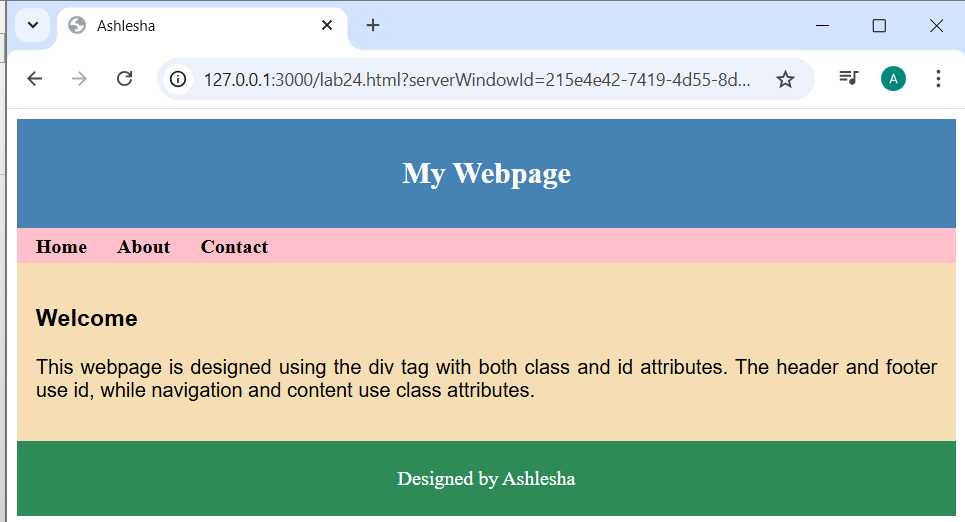 Ashlesha
127.0.0.1:3000/lab24.html?serverWindowId=215e4e42-7419-4d55-8d...
A
My Webpage
Home About Contact
Welcome
This webpage is designed using the div tag with both class and id attributes. The header and footer
use id, while navigation and content use class attributes.
Designed by Ashlesha